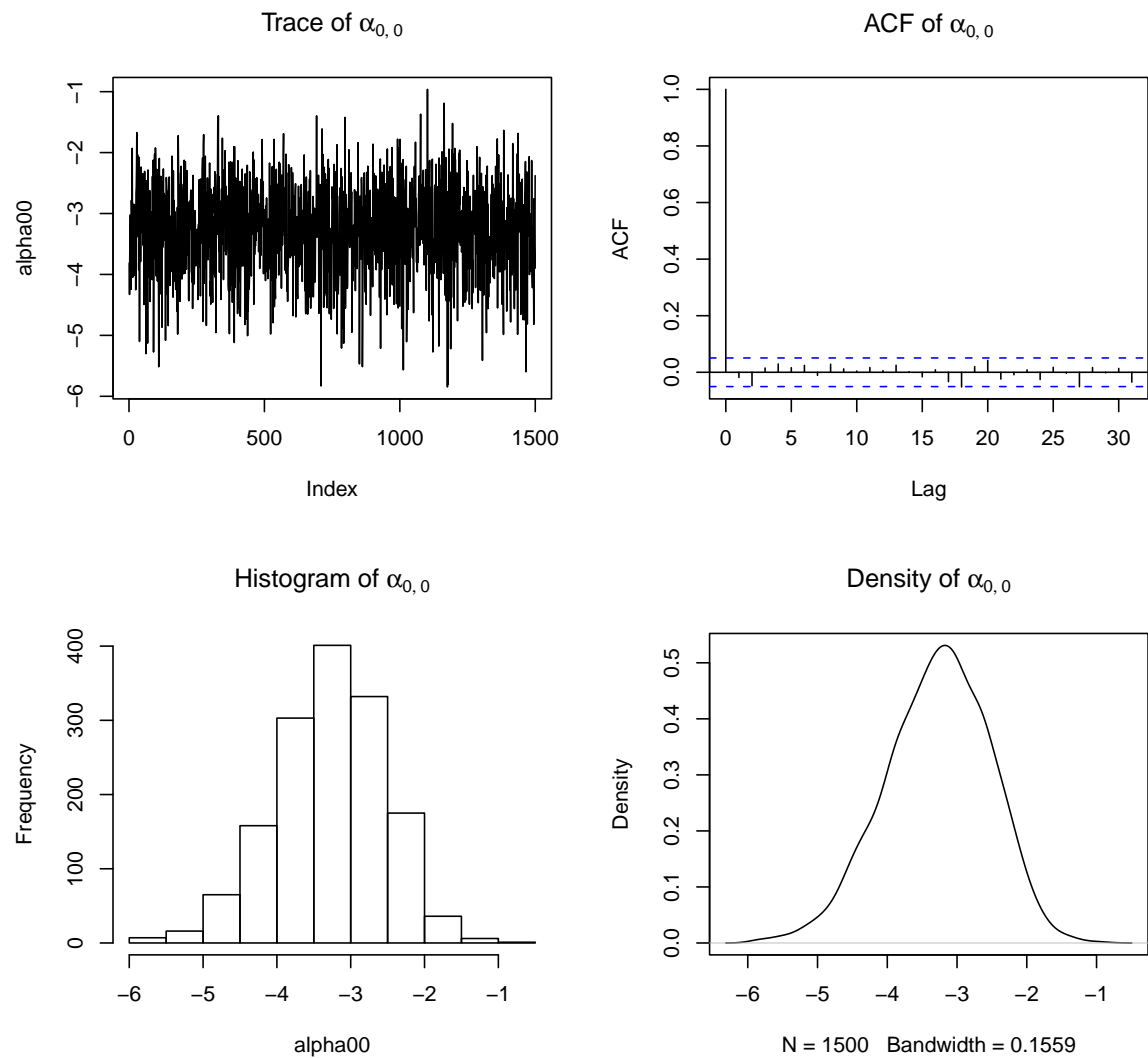 Trace of α0, 0
alpha00
−1
−2
−3
−4
−5
−6
0 500 1000 1500
Index
ACF of α0, 0
ACF
1.0
0.8
0.6
0.4
0.2
0.0
0 5 10 15 20 25 30
Lag
Histogram of α0, 0
Frequency
400
300
200
100
0
−6 −5 −4 −3 −2 −1
alpha00
Density of α0, 0
Density
0.5
0.4
0.3
0.2
0.1
0.0
−6 −5 −4 −3 −2 −1
N = 1500 Bandwidth = 0.1559